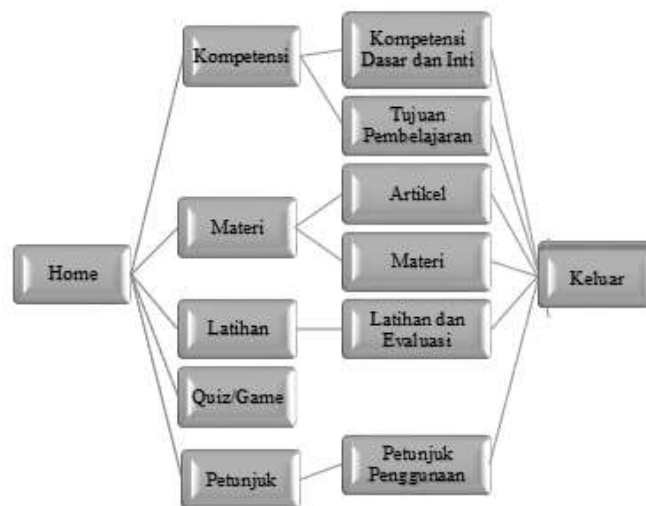 Home
Kompetensi
Kompetensi
Dasar dan Inti
Tujuan
Pembelajaran
Materi
Artikel
Materi
Latihan
Latihan dan
Evaluasi
Quiz/Game
Petunjuk
Petunjuk
Penggunaan
Keluar